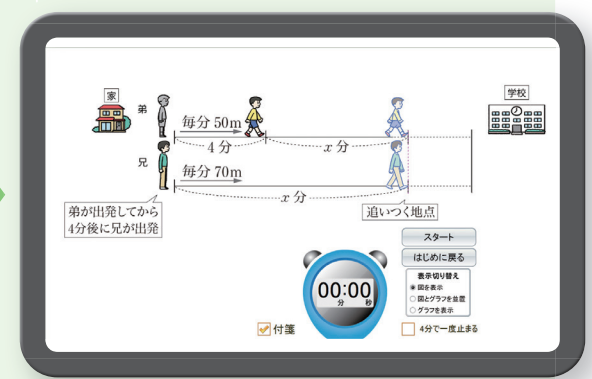 家
学校
弟
毎分 50m
4 分
x 分
兄
毎分 70m
x 分
弟が出発してから
4分後に兄が出発
追いつく地点
スタート
はじめに戻る
表示切り替え
図を表示
図とグラフを並置
グラフを表示
00:00
分 秒
付箋
4分で一度止まる